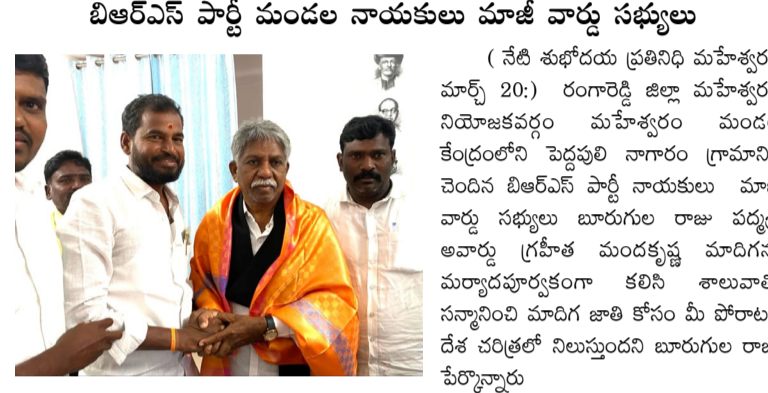 బిఆర్ఎస్ పార్టీ మండల నాయకులు మాజీ వార్డు సభ్యులు
( నేటి శుభోదయ ప్రతినిధి మహేశ్వర
మార్చ్ 20:) రంగారెడ్డి జిల్లా మహేశ్వర
నియోజకవర్గం మహేశ్వరం మండ
కేంద్రంలోని పెద్దపులి నాగారం గ్రామాని
చెందిన బిఆర్ఎస్ పార్టీ నాయకులు మా
వార్డు సభ్యులు బూరుగుల రాజు పద్మ
అవార్డు గ్రహీత మందకృష్ణ మాదిగన
మర్యాదపూర్వకంగా కలిసి శాలువాతో
సన్మానించి మాదిగ జాతి కోసం మీ పోరాట
దేశ చరిత్రలో నిలుస్తుందని బూరుగుల రాజ
పేర్కొన్నారు